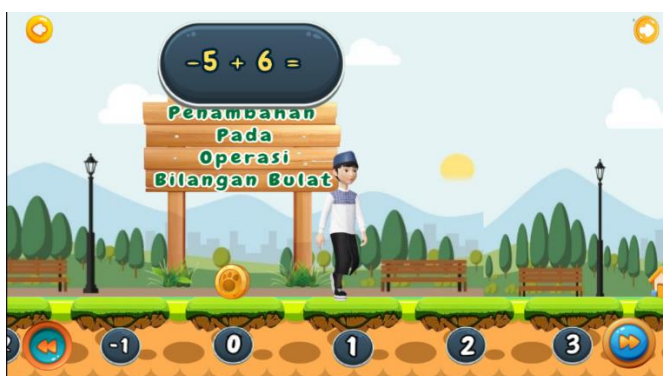 -5 + 6 =
Penambahan
Pada
Operasi
Bilangan Bulat
-1 0 1 2 3